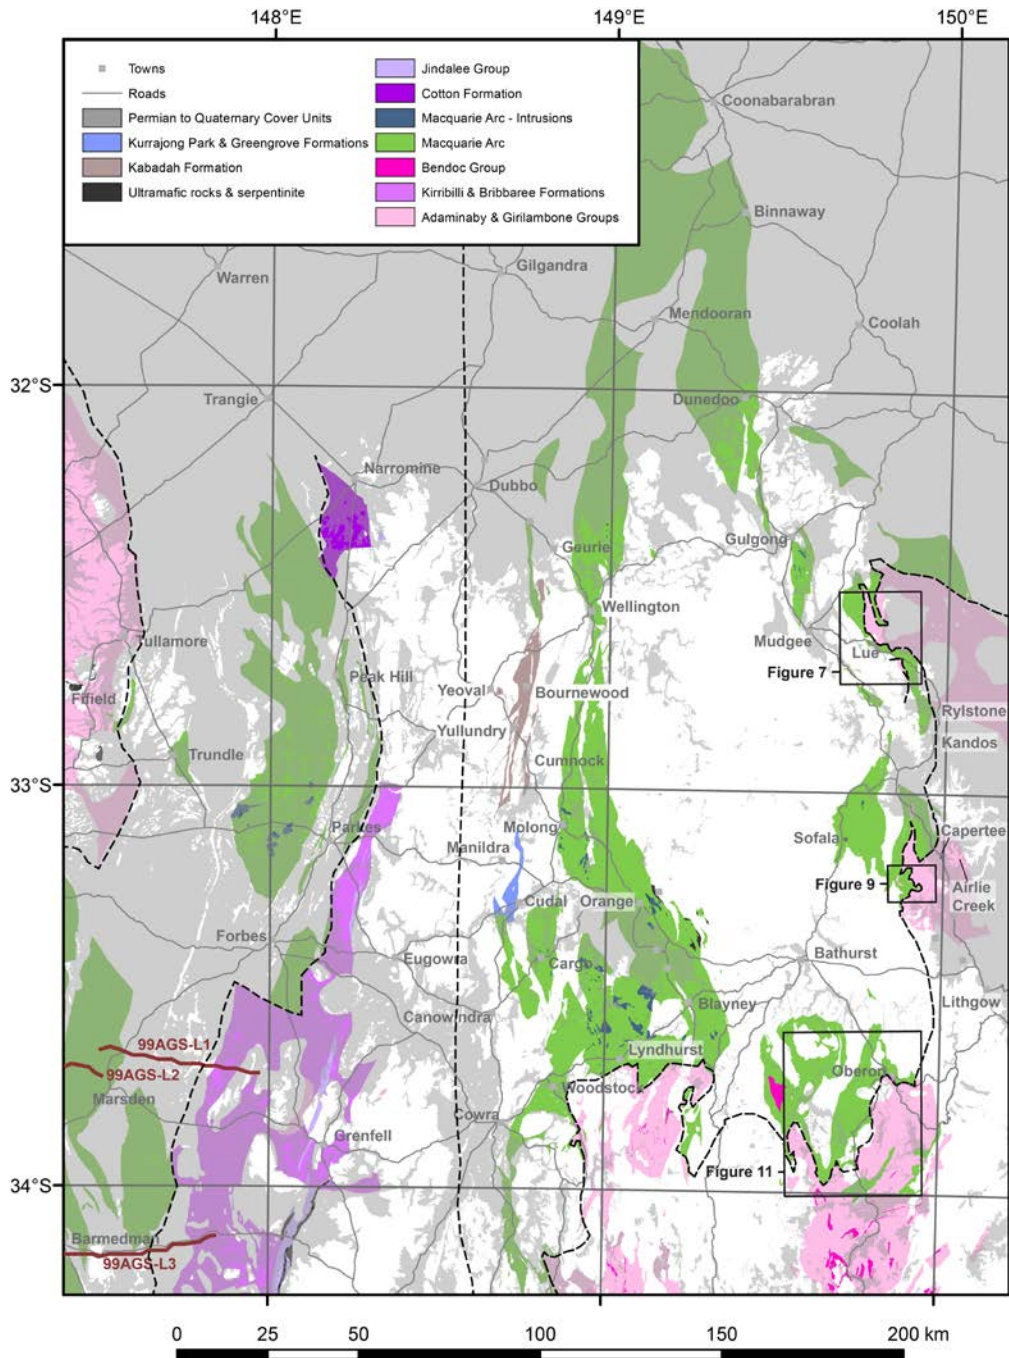 148°E
149°E
150°E
Towns
Roads
Permian to Quaternary Cover Units
Kurrajong Park & Greengrove Formations
Kabadah Formation
Ultramafic rocks & serpentinite
Jindalee Group
Cotton Formation
Macquarie Arc - Intrusions
Macquarie Arc
Bendoc Group
Kirribilli & Bribbaree Formations
Adaminaby & Girilambone Groups
Coonabarabran
Binnaway
Warren
Gilgandra
Mendooran
Coolah
32°S
Trangie
Dunedoo
Narromine
Dubbo
Geurie
Gulgong
Wellington
Tullamore
Mudgee
Lue
Figure 7
Peak Hill
Yeoval
Bournewood
Fifield
Rylstone
Yullundry
Kandos
Trundle
Cumnock
33°S
Parkes
Molong
Sofala
Capertee
Manildra
Figure 9
Airlie
Creek
Cudal
Orange
Forbes
Eugowra
Cargo
Bathurst
Canowindra
Blayney
Lithgow
99AGS-L1
99AGS-L2
Lyndhurst
Oberon
Marsden
Woodstock
Cowra
Grenfell
Figure 11
34°S
Barmedman
99AGS-L3
0
25
50
100
150
200 km